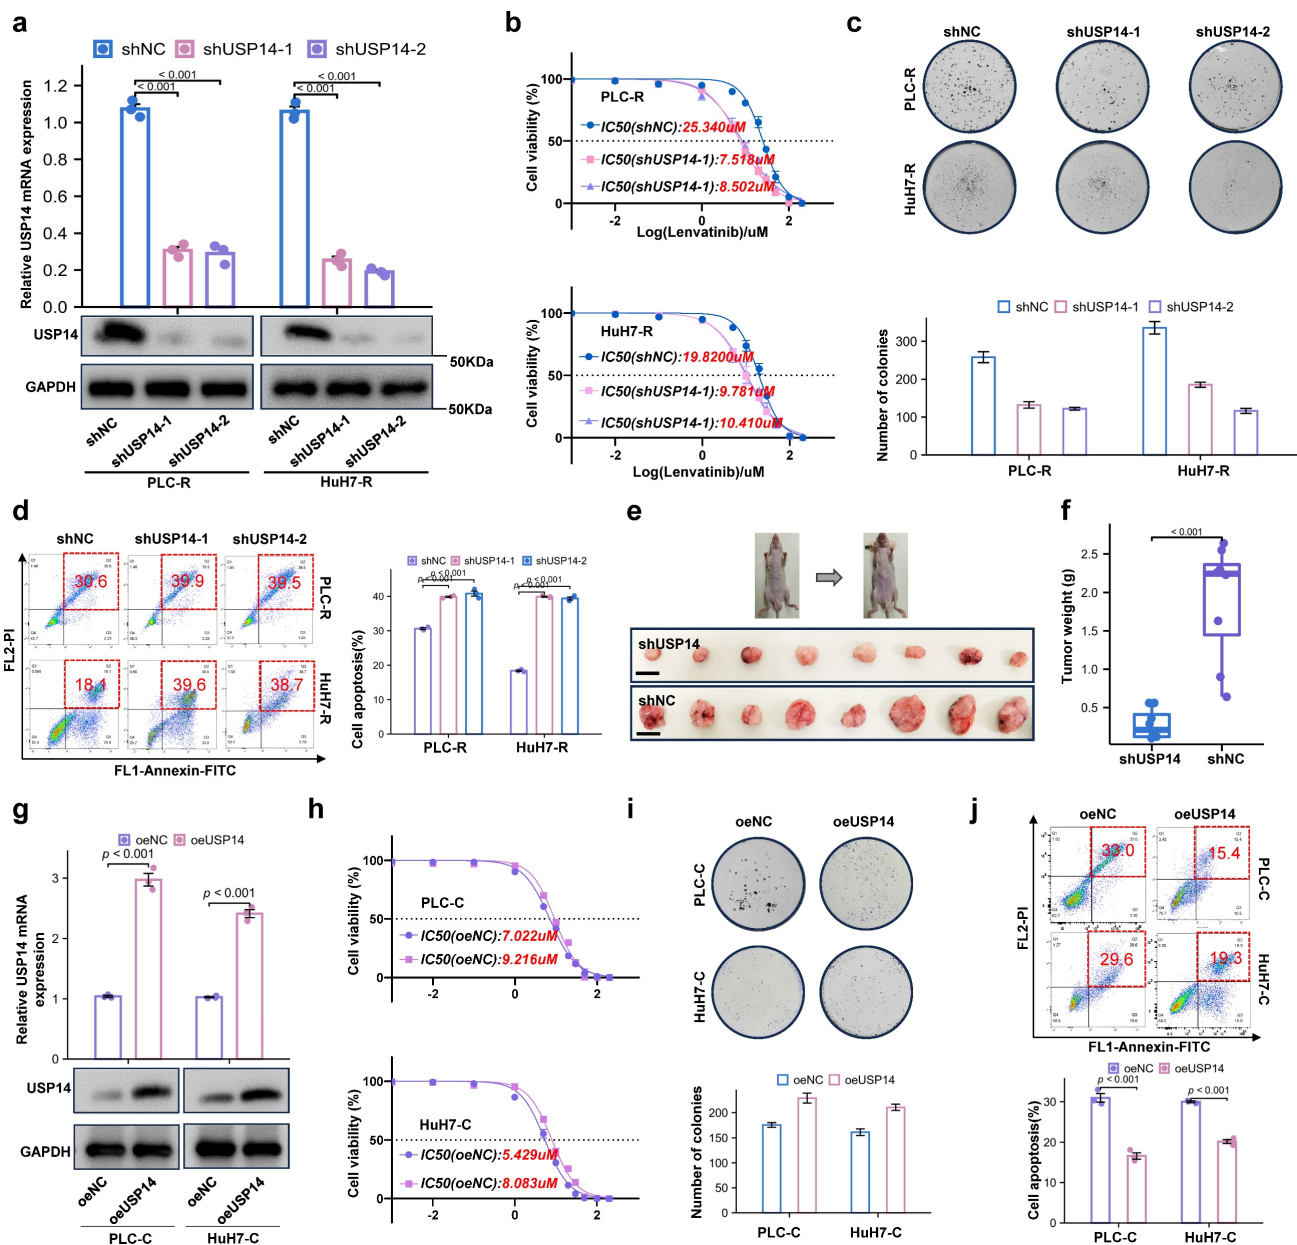 a
shNC shUSP14-1 shUSP14-2
Relative USP14 mRNA expression
1.2
1.0
0.8
0.6
0.4
0.2
0.0
< 0.001
< 0.001
< 0.001
< 0.001
USP14
50KDa
GAPDH
50KDa
shNC shUSP14-1 shUSP14-2 shNC shUSP14-1 shUSP14-2
PLC-R HuH7-R
b
Cell viability (%)
100
50
0
PLC-R
IC50(shNC):25.340uM
IC50(shUSP14-1):7.518uM
IC50(shUSP14-1):8.502uM
-2 0 2
Log(Lenvatinib)/uM
Cell viability (%)
100
50
0
HuH7-R
IC50(shNC):19.8200uM
IC50(shUSP14-1):9.781uM
IC50(shUSP14-1):10.410uM
-2 0 2
Log(Lenvatinib)/uM
c
shNC shUSP14-1 shUSP14-2
PLC-R
HuH7-R
shNC shUSP14-1 shUSP14-2
Number of colonies
300
200
100
0
PLC-R HuH7-R
d
shNC shUSP14-1 shUSP14-2
30.6 39.9 39.5
PLC-R
18.1 39.6 38.7
HuH7-R
FL2-PI
FL1-Annexin-FITC
shNC shUSP14-1 shUSP14-2
Cell apoptosis(%)
40
30
20
10
0
p < 0.001
p < 0.001
p < 0.001
p < 0.001
PLC-R HuH7-R
e
shUSP14
shNC
f
Tumor weight (g)
2.5
2.0
1.5
1.0
0.5
< 0.001
shUSP14 shNC
g
oeNC oeUSP14
Relative USP14 mRNA
expression
3
2
1
0
p < 0.001
p < 0.001
USP14
GAPDH
oeNC oeUSP14 oeNC oeUSP14
PLC-C HuH7-C
h
Cell viability (%)
100
50
0
PLC-C
IC50(oeNC):7.022uM
IC50(oeNC):9.216uM
-2 0 2
Cell viability (%)
100
50
0
HuH7-C
IC50(oeNC):5.429uM
IC50(oeNC):8.083uM
-2 0 2
i
oeNC oeUSP14
PLC-C
HuH7-C
oeNC oeUSP14
Number of colonies
200
150
100
50
0
PLC-C HuH7-C
j
oeNC oeUSP14
33.0 15.4
PLC-C
29.6 19.3
HuH7-C
FL2-PI
FL1-Annexin-FITC
oeNC oeUSP14
Cell apoptosis(%)
30
20
10
0
p < 0.001
p < 0.001
PLC-C HuH7-C